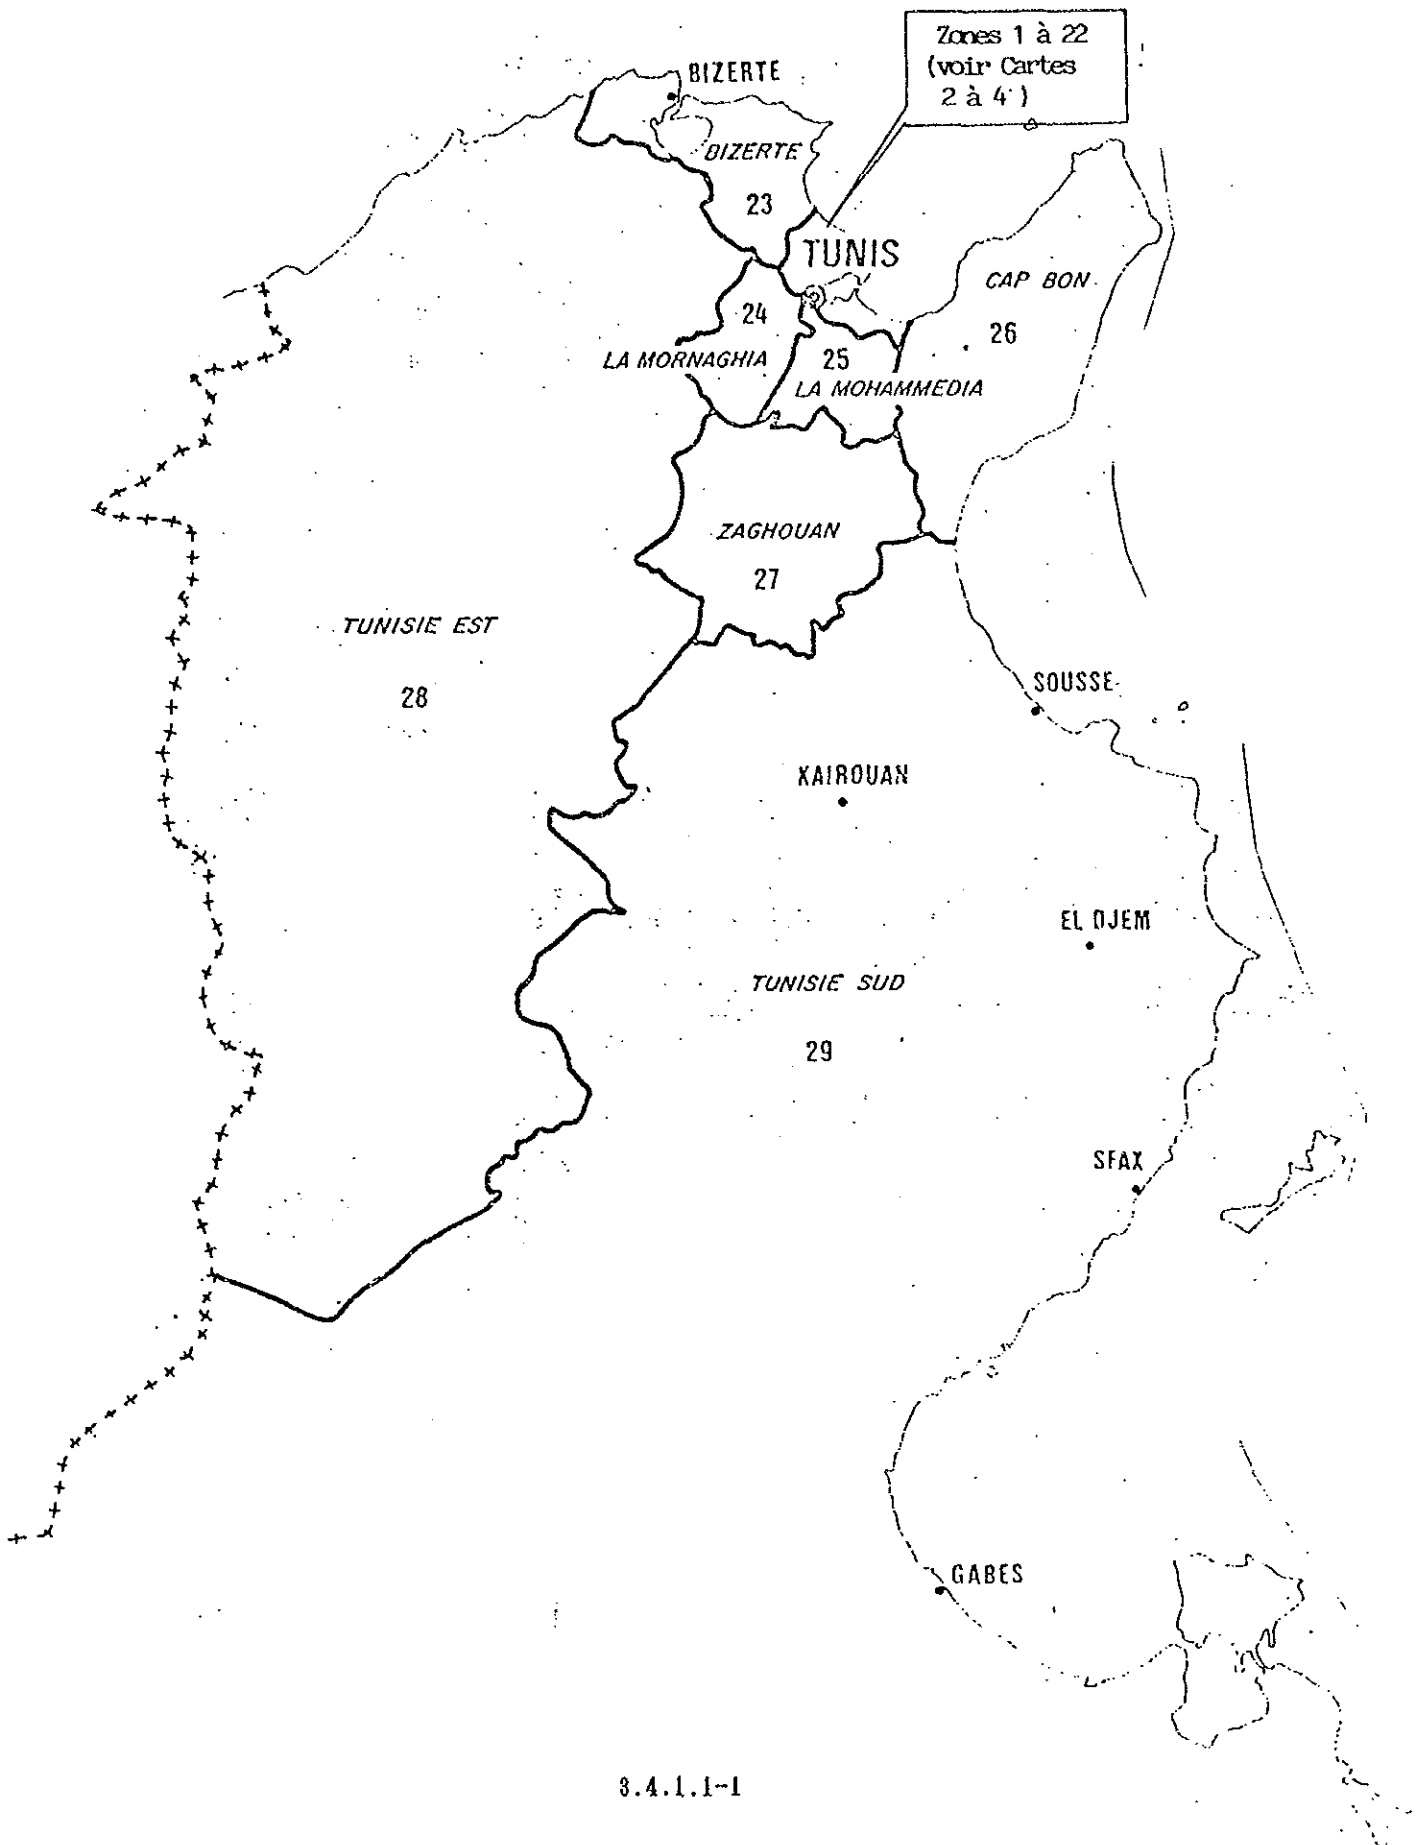 Zones 1 à 22
(voir Cartes
2 à 4 )
BIZERTE
BIZERTE
23
TUNIS
CAP BON
26
24
LA MORNAGHIA
25
LA MOHAMMEDIA
ZAGHOUAN
27
TUNISIE EST
28
SOUSSE
KAIROUAN
EL DJEM
TUNISIE SUD
29
SFAX
GABES
3.4.1.1-1